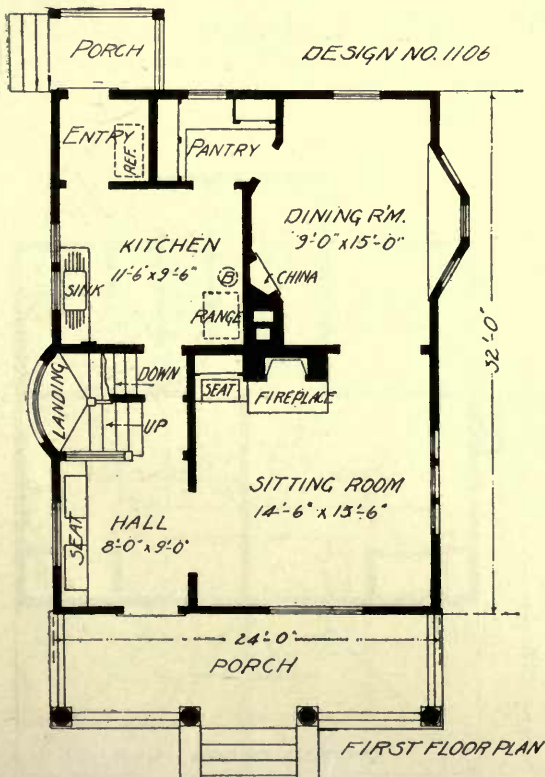 PORCH
DESIGN NO. 1106
ENTRY
REF.
PANTRY
DINING R'M.
9'-0" x 15'-0"
KITCHEN
11'-6" x 9'-6"
CHINA
B
SINK
RANGE
32'-0"
LANDING
DOWN
UP
SEAT
FIREPLACE
SITTING ROOM
14'-6" x 15'-6"
HALL
8'-0" x 9'-0"
SEAT
24'-0"
PORCH
FIRST FLOOR PLAN